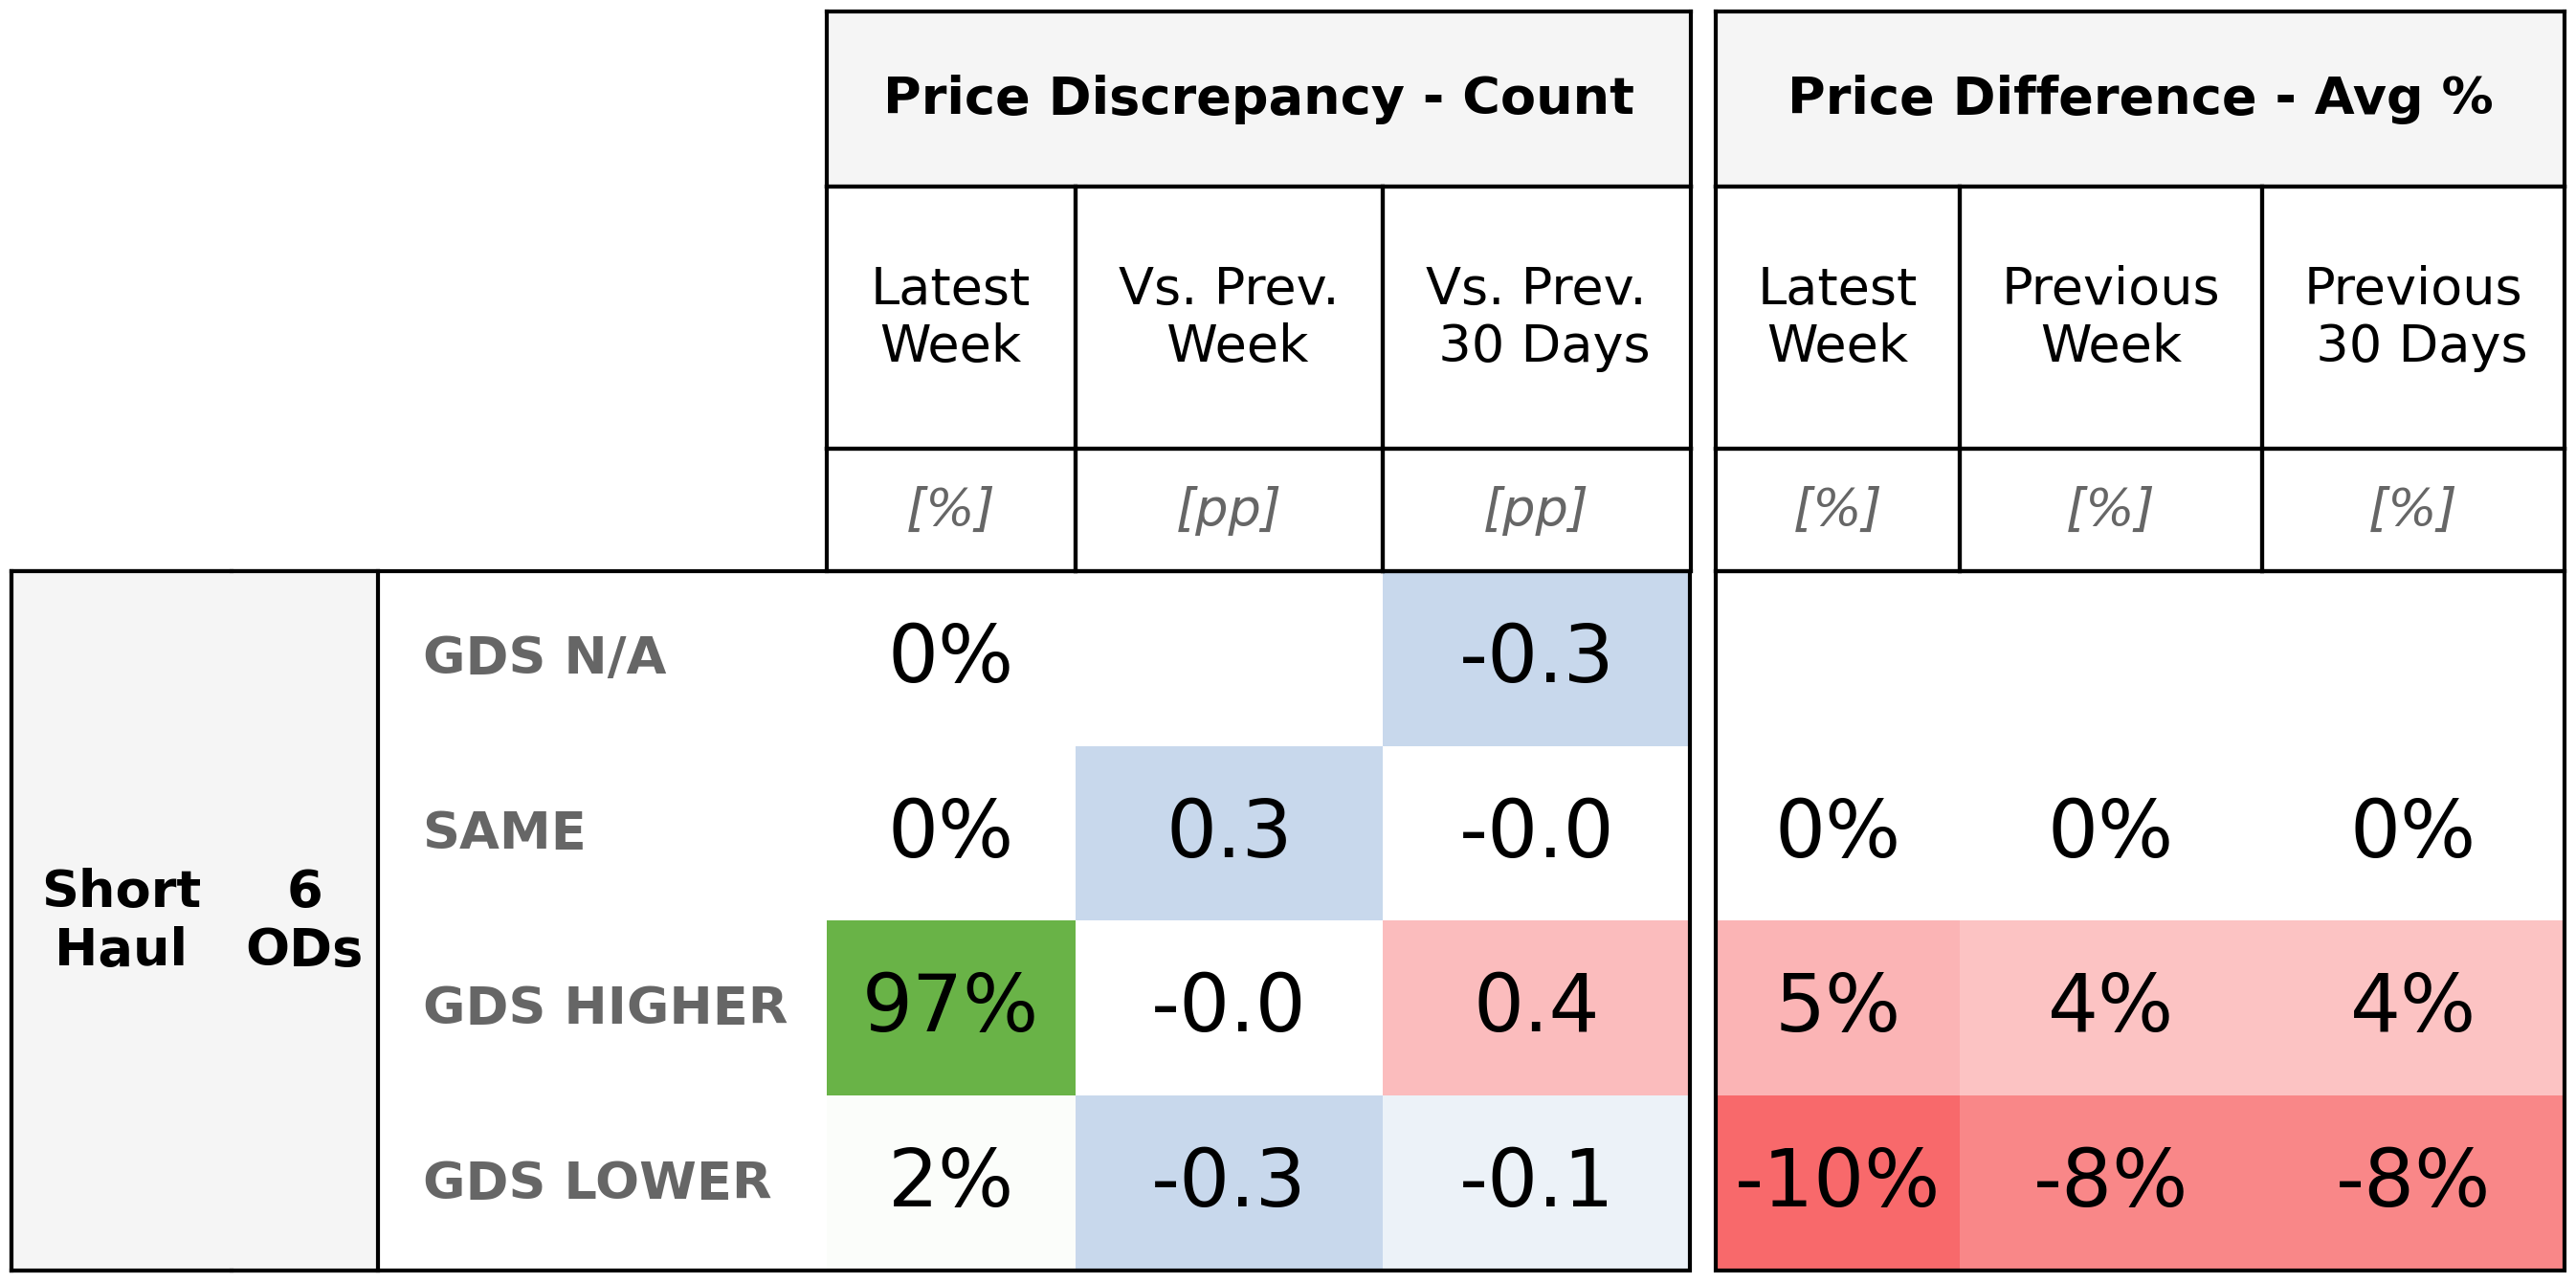 Price Discrepancy - Count Price Difference - Avg %
Latest Week Vs. Prev. Week Vs. Prev. 30 Days Latest Week Previous Week Previous 30 Days
[%] [pp] [pp] [%] [%] [%]
Short Haul 6 ODs
GDS N/A 0% -0.3
SAME 0% 0.3 -0.0 0% 0% 0%
GDS HIGHER 97% -0.0 0.4 5% 4% 4%
GDS LOWER 2% -0.3 -0.1 -10% -8% -8%